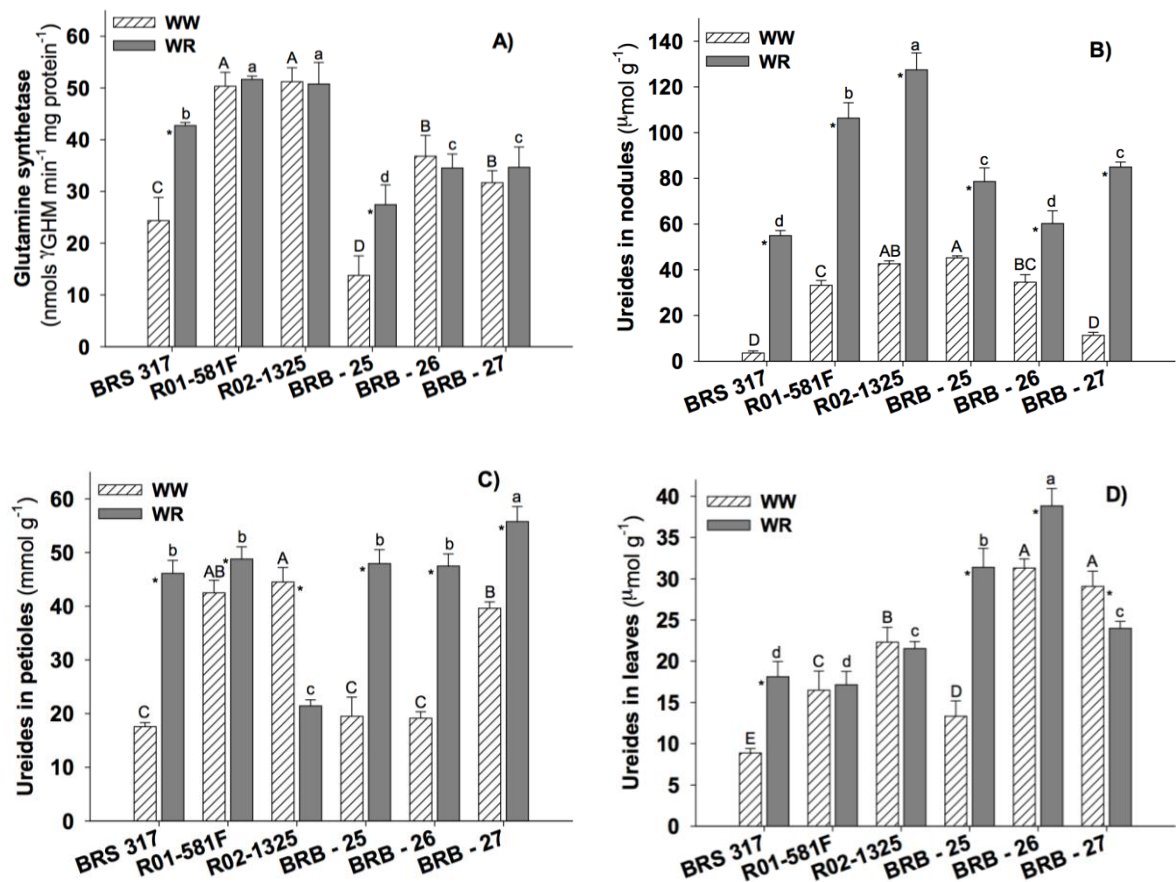 A)
WW
WR
Glutamine synthetase
(nmols γGHM min-1 mg protein-1)
60
50
40
30
20
10
0
C
* b
A
a
A
a
D
* d
B
c
B
c
BRS 317
R01-581F
R02-1325
BRB - 25
BRB - 26
BRB - 27
B)
WW
WR
Ureides in nodules (μmol g-1)
140
120
100
80
60
40
20
0
D
* d
C
* b
AB
* a
A
* c
BC
* d
D
* c
BRS 317
R01-581F
R02-1325
BRB - 25
BRB - 26
BRB - 27
C)
WW
WR
Ureides in petioles (mmol g-1)
60
50
40
30
20
10
0
C
* b
AB
* b
A
* c
C
* b
C
* b
B
* a
BRS 317
R01-581F
R02-1325
BRB - 25
BRB - 26
BRB - 27
D)
WW
WR
Ureides in leaves (μmol g-1)
40
35
30
25
20
15
10
5
0
E
* d
C
d
B
c
D
* b
A
* a
A
* c
BRS 317
R01-581F
R02-1325
BRB - 25
BRB - 26
BRB - 27